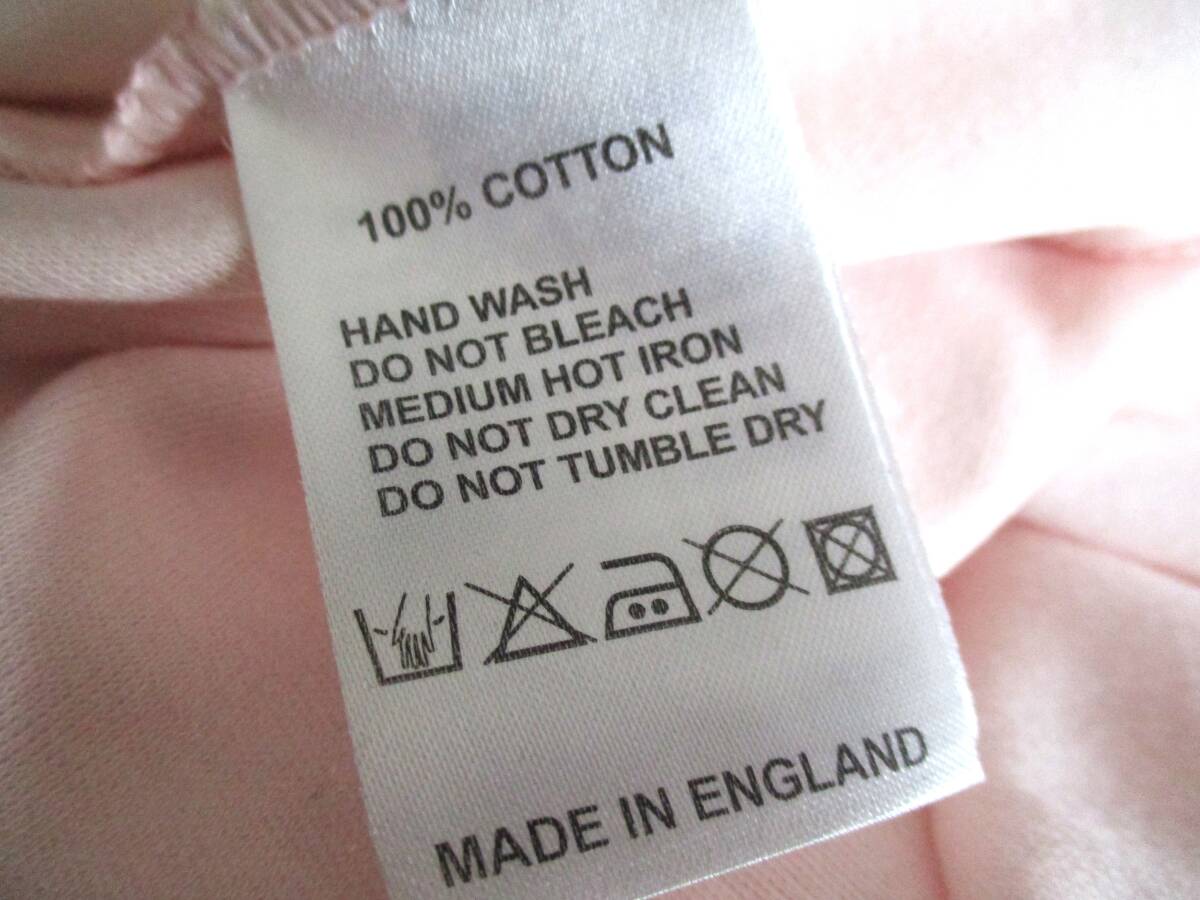 100% COTTON
HAND WASH
DO NOT BLEACH
MEDIUM HOT IRON
DO NOT DRY CLEAN
DO NOT TUMBLE DRY
MADE IN ENGLAND